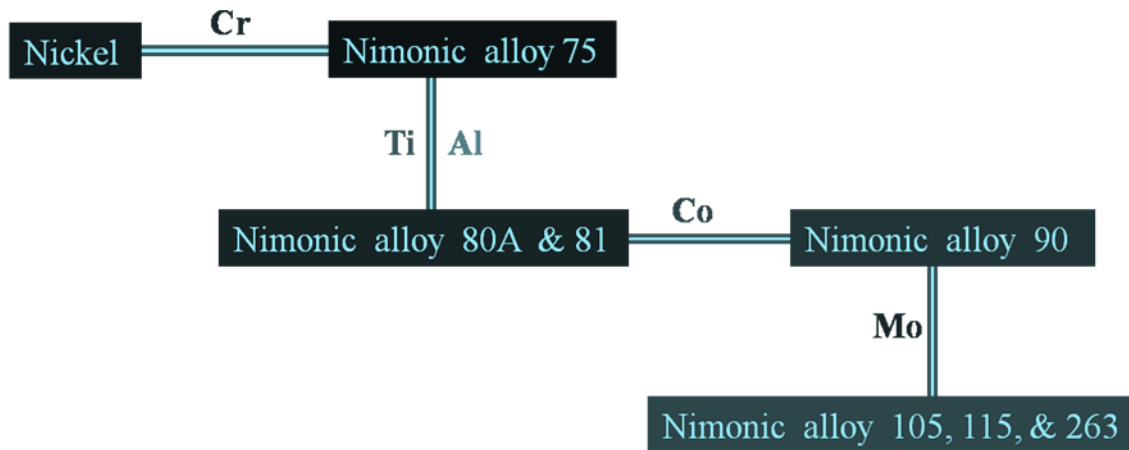 Cr
Nickel
Nimonic alloy 75
Ti
Al
Nimonic alloy 80A & 81
Co
Nimonic alloy 90
Mo
Nimonic alloy 105, 115, & 263